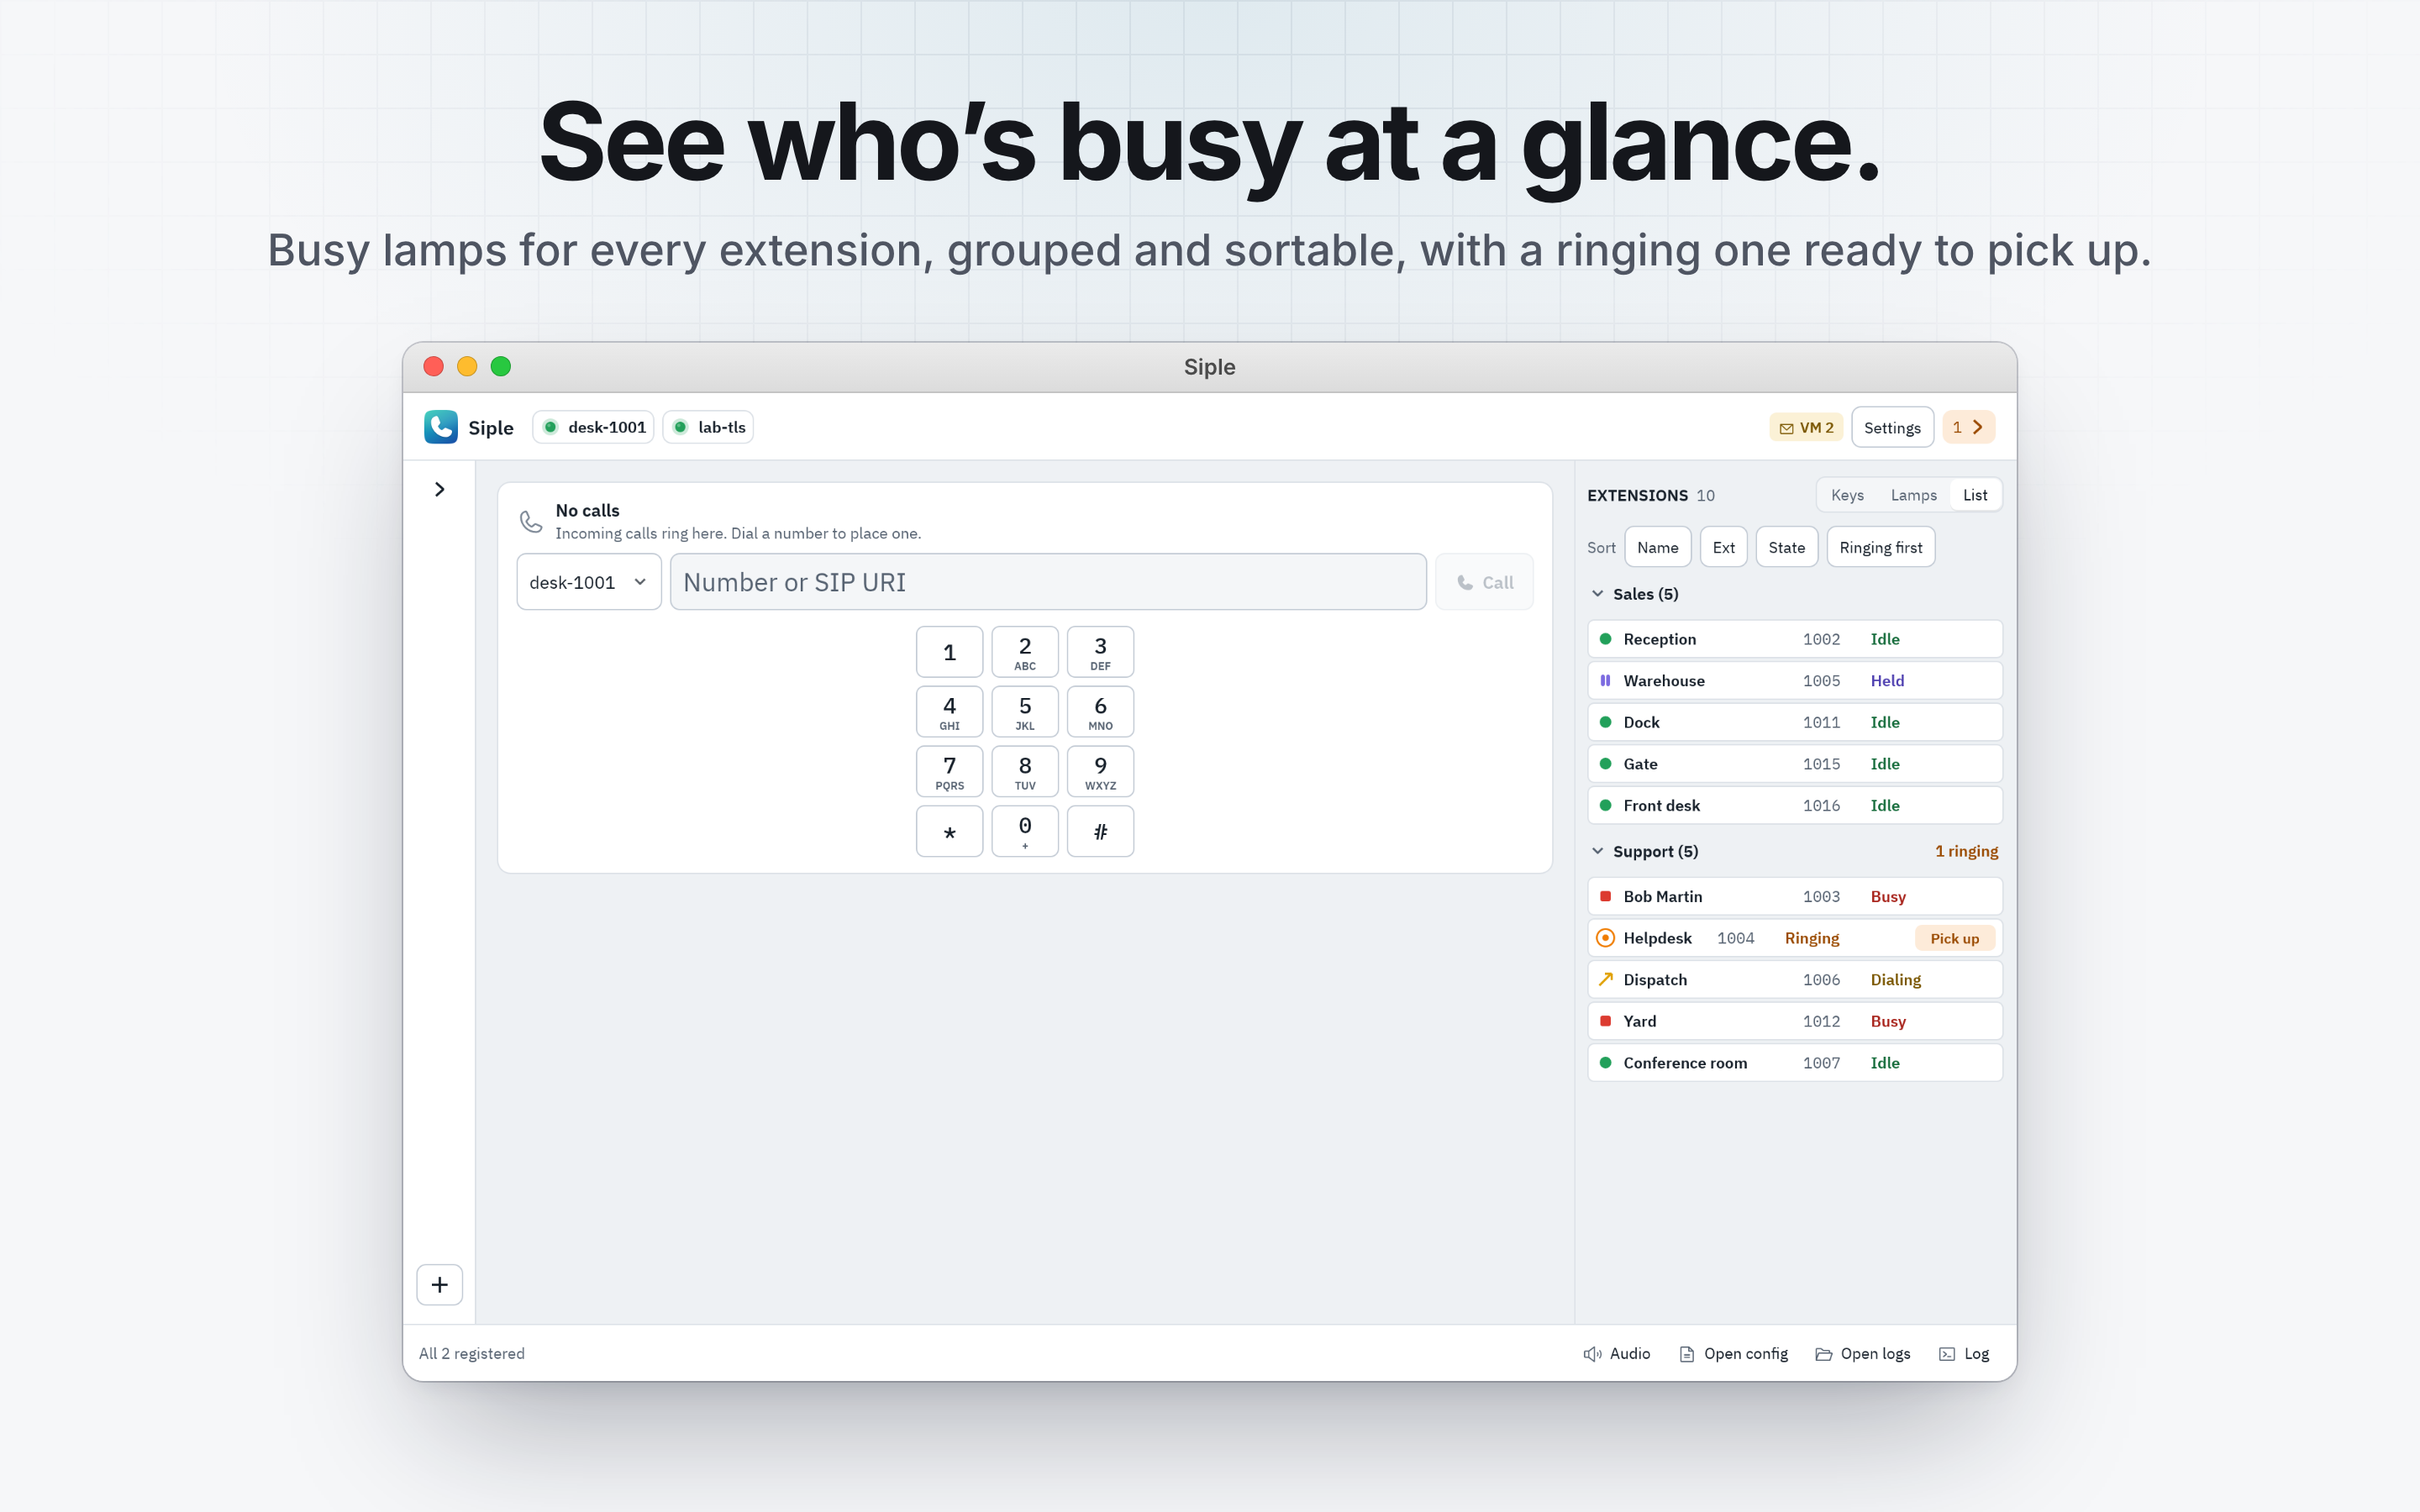 See who’s busy at a glance.
Busy lamps for every extension, grouped and sortable, with a ringing one ready to pick up.
Siple
Siple desk-1001 lab-tls VM 2 Settings 1
No calls
Incoming calls ring here. Dial a number to place one.
desk-1001 Number or SIP URI Call
1 2 ABC 3 DEF
4 GHI 5 JKL 6 MNO
7 PQRS 8 TUV 9 WXYZ
* 0 + #
EXTENSIONS 10 Keys Lamps List
Sort Name Ext State Ringing first
Sales (5)
Reception 1002 Idle
Warehouse 1005 Held
Dock 1011 Idle
Gate 1015 Idle
Front desk 1016 Idle
Support (5) 1 ringing
Bob Martin 1003 Busy
Helpdesk 1004 Ringing Pick up
Dispatch 1006 Dialing
Yard 1012 Busy
Conference room 1007 Idle
+
All 2 registered Audio Open config Open logs Log